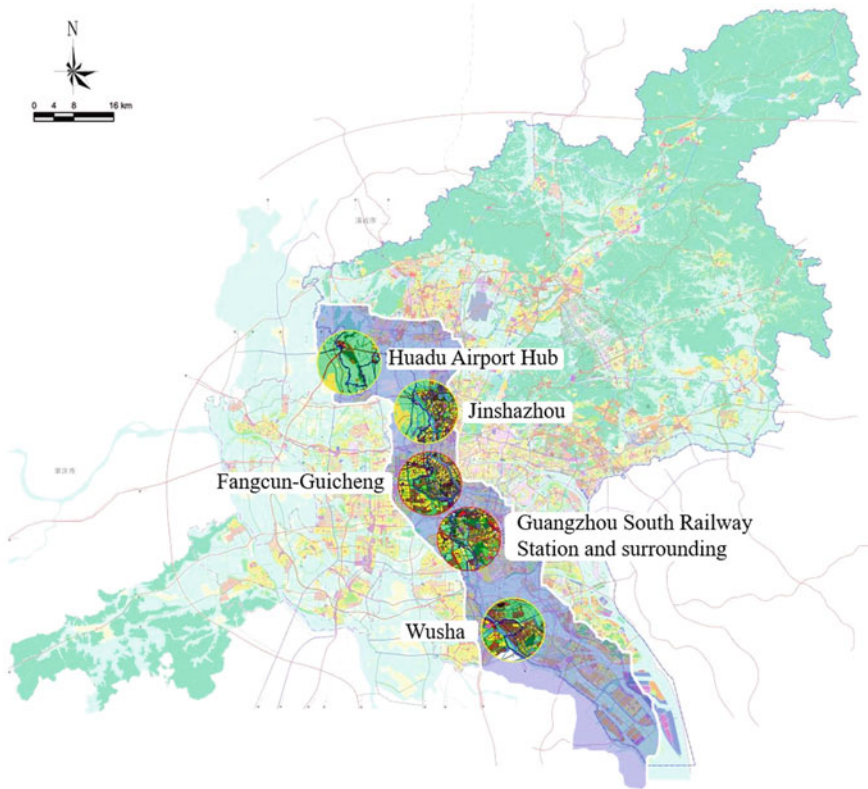 N
0 4 8 16 km
Huadu Airport Hub
Jinshazhou
Fangcun-Guicheng
Guangzhou South Railway
Station and surrounding
Wusha